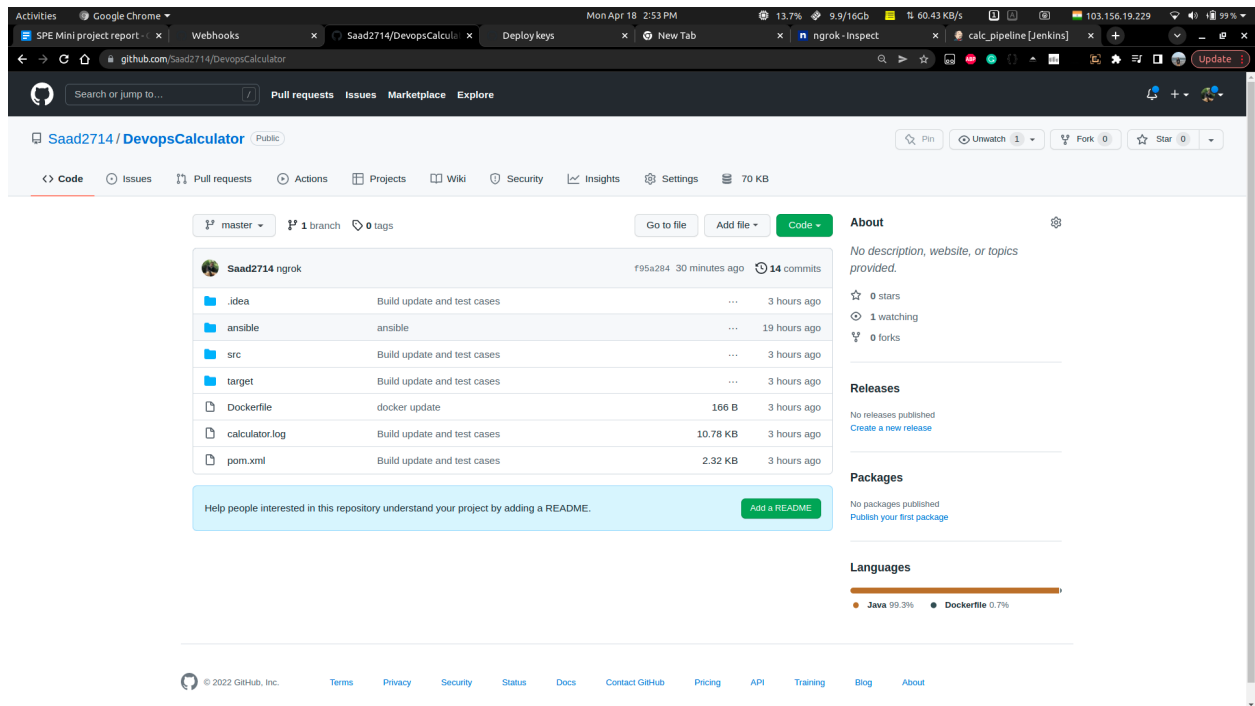 Activities Google Chrome Mon Apr 18 2:53 PM 13.7% 9.9/16Gb 60.43 KB/s 1 A 103.156.19.229 99%
SPE Mini project report - Webhooks Saad2714/DevopsCalcula Deploy keys New Tab ngrok - Inspect calc_pipeline [Jenkins]
github.com/Saad2714/DevopsCalculator ABP Update
Search or jump to... / Pull requests Issues Marketplace Explore
Saad2714 / DevopsCalculator Public Pin Unwatch 1 Fork 0 Star 0
Code Issues Pull requests Actions Projects Wiki Security Insights Settings 70 KB
master 1 branch 0 tags Go to file Add file Code
Saad2714 ngrok f95a284 30 minutes ago 14 commits
.idea Build update and test cases ... 3 hours ago
ansible ansible ... 19 hours ago
src Build update and test cases ... 3 hours ago
target Build update and test cases ... 3 hours ago
Dockerfile docker update 166 B 3 hours ago
calculator.log Build update and test cases 10.78 KB 3 hours ago
pom.xml Build update and test cases 2.32 KB 3 hours ago
Help people interested in this repository understand your project by adding a README. Add a README
About
No description, website, or topics
provided.
0 stars
1 watching
0 forks
Releases
No releases published
Create a new release
Packages
No packages published
Publish your first package
Languages
Java 99.3% Dockerfile 0.7%
© 2022 GitHub, Inc. Terms Privacy Security Status Docs Contact GitHub Pricing API Training Blog About